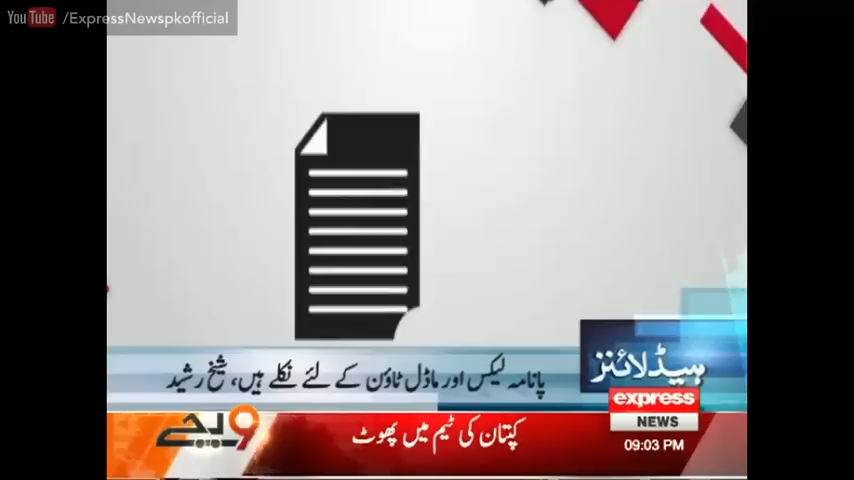 YouTube /ExpressNewspkofficial
ہیڈلائنز
پانامہ لیکس اور ماڈل ٹاؤن کے لئے نکلے ہیں، شیخ رشید
express
NEWS
09:03 PM
کپتان کی ٹیم میں پھوٹ
9 بجے